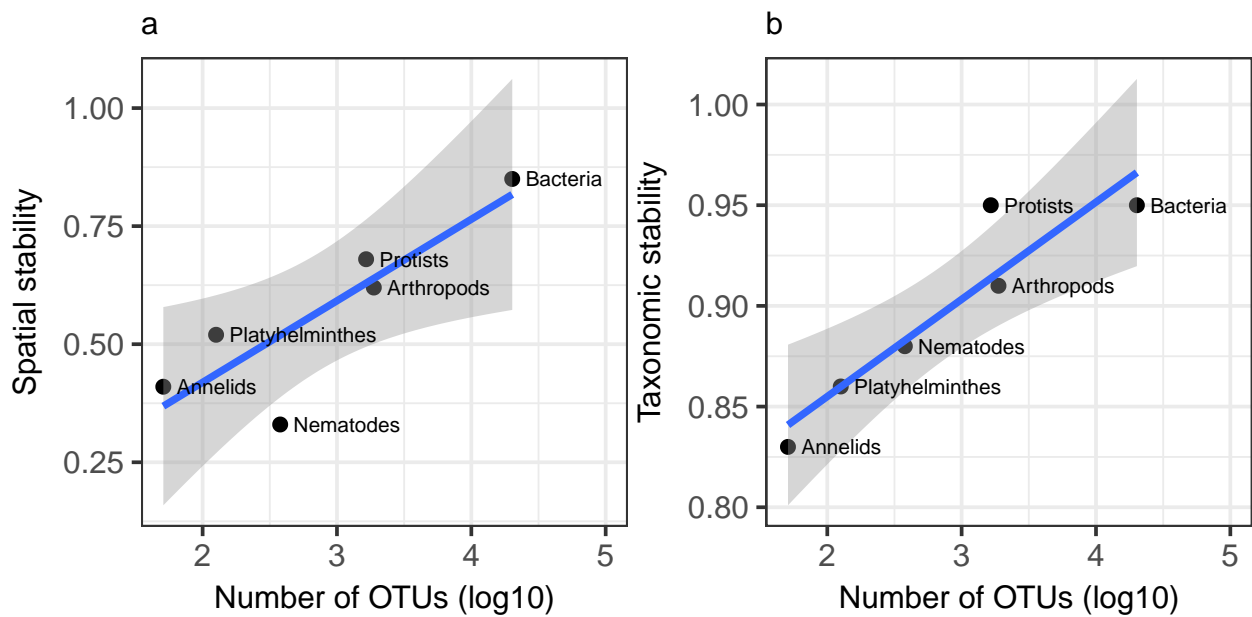 a
Spatial stability
1.00
0.75
0.50
0.25
Bacteria
Protists
Arthropods
Platyhelminthes
Annelids
Nematodes
2 3 4 5
Number of OTUs (log10)
b
Taxonomic stability
1.00
0.95
0.90
0.85
0.80
Protists
Bacteria
Arthropods
Nematodes
Platyhelminthes
Annelids
2 3 4 5
Number of OTUs (log10)